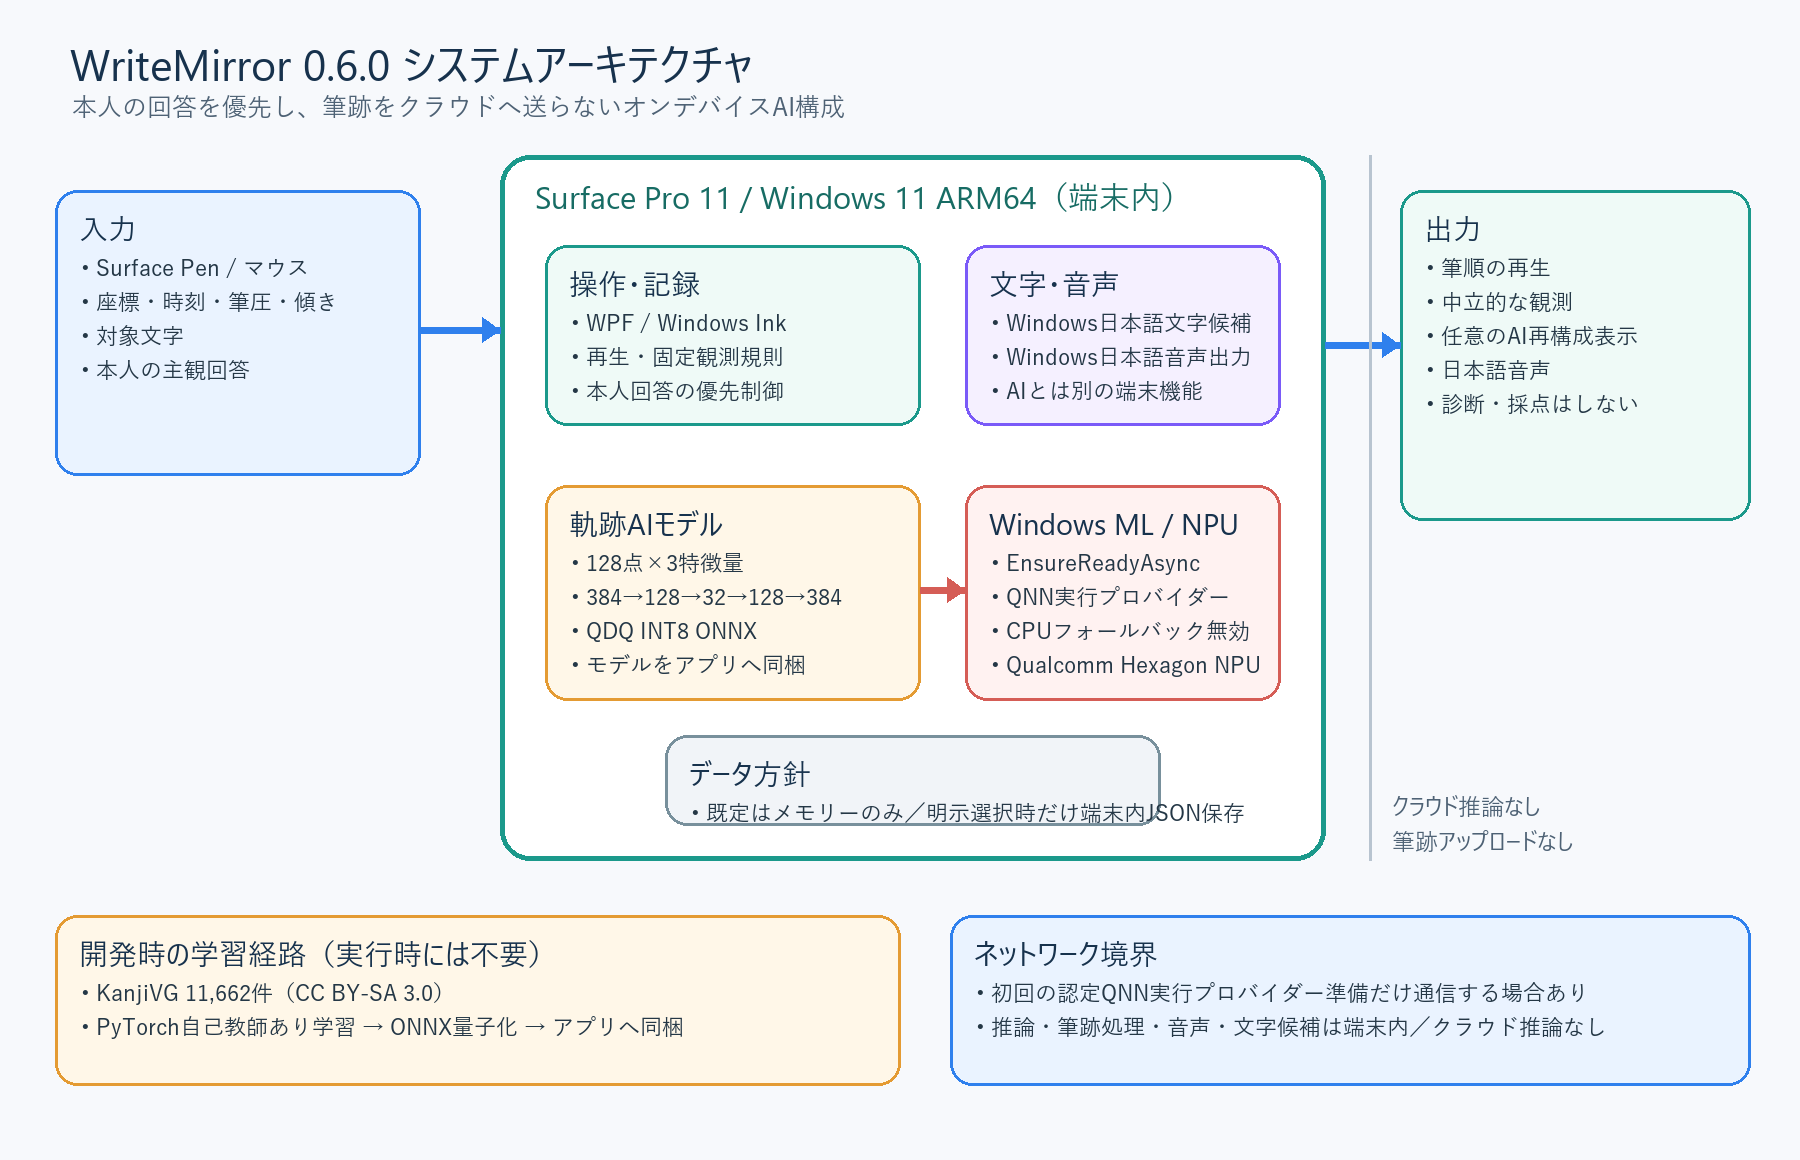 WriteMirror 0.6.0 システムアーキテクチャ
本人の回答を優先し、筆跡をクラウドへ送らないオンデバイスAI構成
入力
・Surface Pen / マウス
・座標・時刻・筆圧・傾き
・対象文字
・本人の主観回答
Surface Pro 11 / Windows 11 ARM64（端末内）
操作・記録
・WPF / Windows Ink
・再生・固定観測規則
・本人回答の優先制御
文字・音声
・Windows日本語文字候補
・Windows日本語音声出力
・AIとは別の端末機能
軌跡AIモデル
・128点×3特徴量
・384→128→32→128→384
・QDQ INT8 ONNX
・モデルをアプリへ同梱
Windows ML / NPU
・EnsureReadyAsync
・QNN実行プロバイダー
・CPUフォールバック無効
・Qualcomm Hexagon NPU
データ方針
・既定はメモリーのみ／明示選択時だけ端末内JSON保存
出力
・筆順の再生
・中立的な観測
・任意のAI再構成表示
・日本語音声
・診断・採点はしない
クラウド推論なし
筆跡アップロードなし
開発時の学習経路（実行時には不要）
・KanjiVG 11,662件（CC BY-SA 3.0）
・PyTorch自己教師あり学習 → ONNX量子化 → アプリへ同梱
ネットワーク境界
・初回の認定QNN実行プロバイダー準備だけ通信する場合あり
・推論・筆跡処理・音声・文字候補は端末内／クラウド推論なし